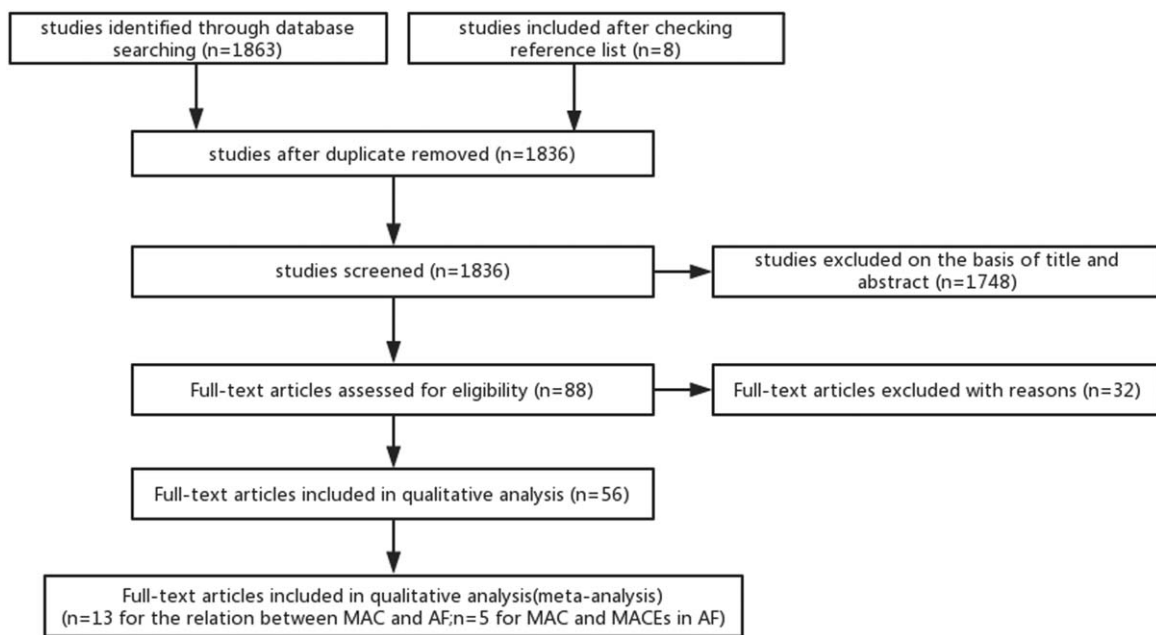 studies identified through database
searching (n=1863)
studies included after checking
reference list (n=8)
studies after duplicate removed (n=1836)
studies screened (n=1836)
studies excluded on the basis of title and
abstract (n=1748)
Full-text articles assessed for eligibility (n=88)
Full-text articles excluded with reasons (n=32)
Full-text articles included in qualitative analysis (n=56)
Full-text articles included in qualitative analysis(meta-analysis)
(n=13 for the relation between MAC and AF;n=5 for MAC and MACEs in AF)